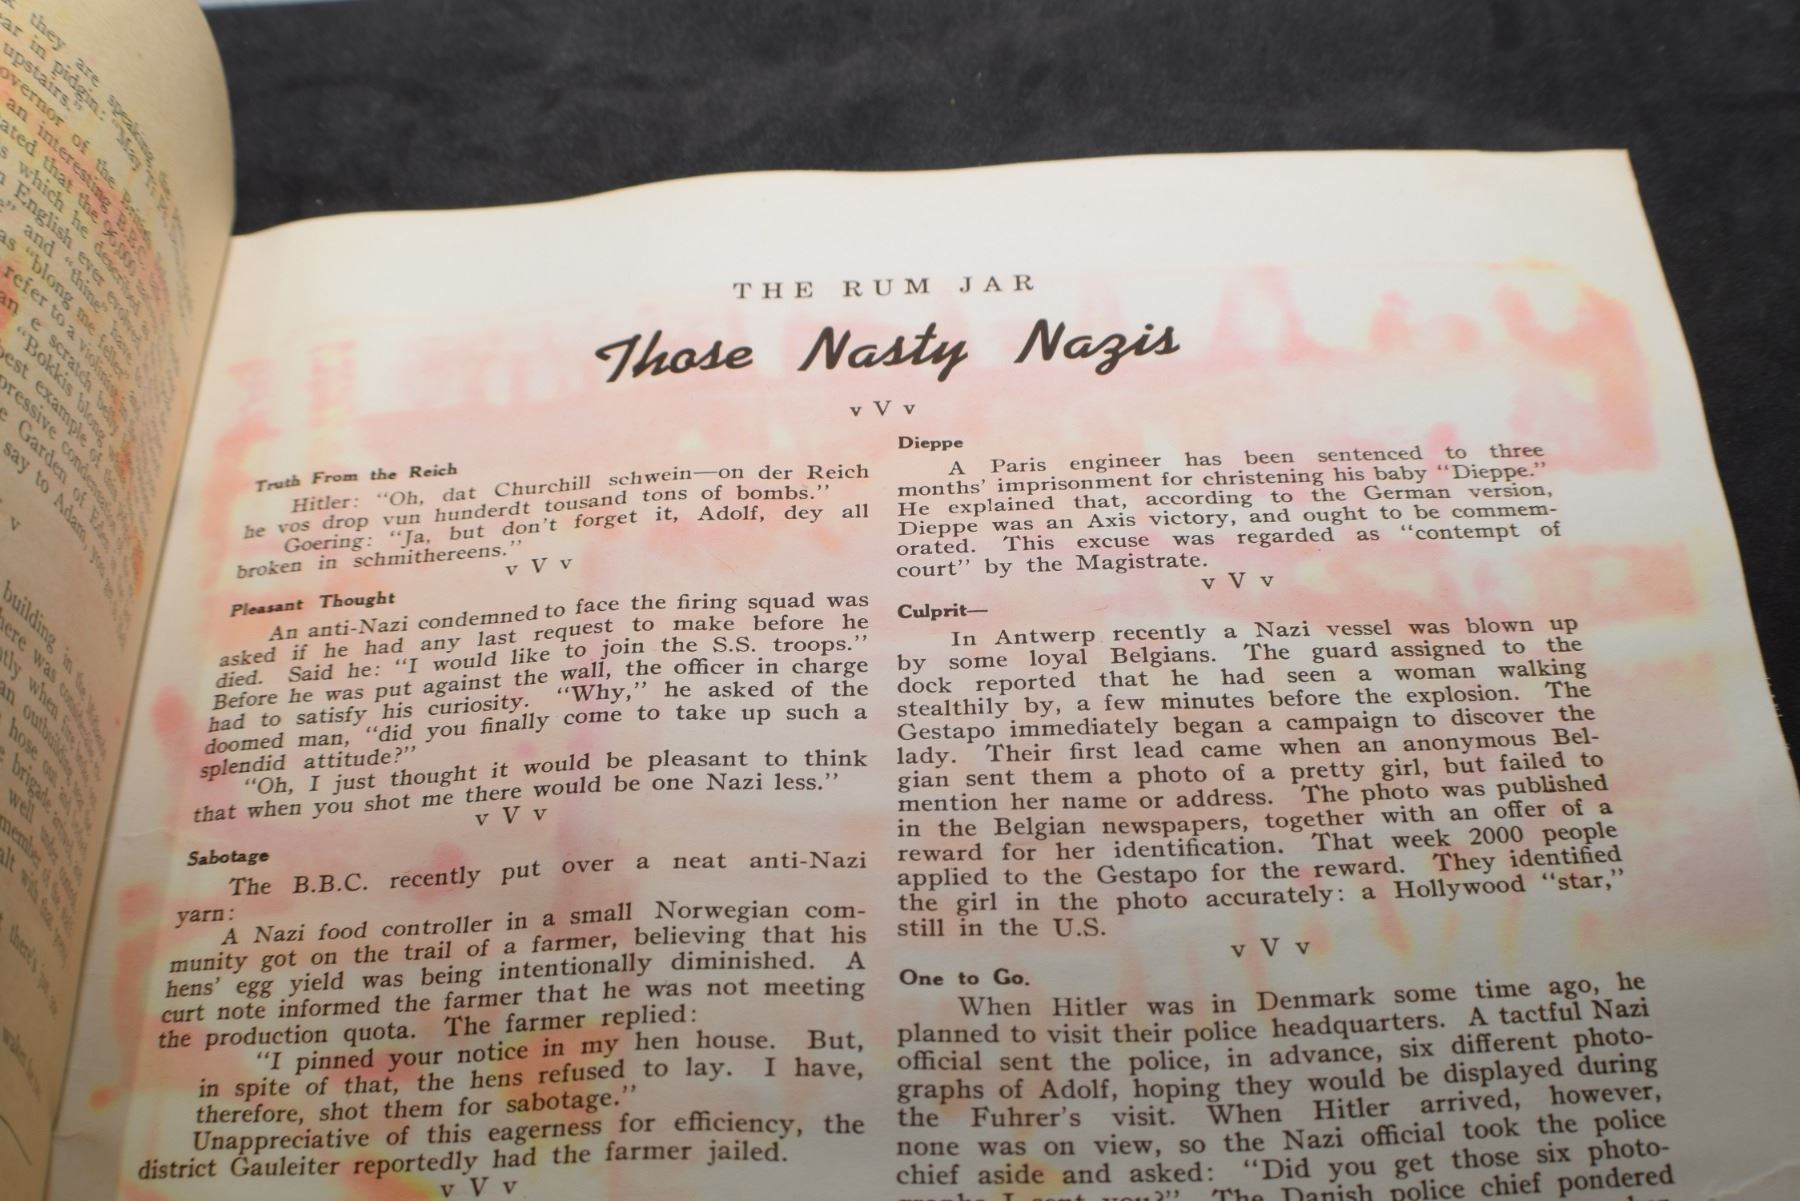 they are
upstairs."
THE RUM JAR
Those Nasty Nazis
v V v
Truth From the Reich
Hitler: "Oh, dat Churchill schwein—on der Reich
he vos drop vun hunderdt tousand tons of bombs."
Goering: "Ja, but don't forget it, Adolf, dey all
broken in schmithereens."
v V v
Pleasant Thought
An anti-Nazi condemned to face the firing squad was
asked if he had any last request to make before he
died. Said he: "I would like to join the S.S. troops."
Before he was put against the wall, the officer in charge
had to satisfy his curiosity. "Why," he asked of the
doomed man, "did you finally come to take up such a
splendid attitude?"
"Oh, I just thought it would be pleasant to think
that when you shot me there would be one Nazi less."
v V v
Sabotage
The B.B.C. recently put over a neat anti-Nazi
yarn:
A Nazi food controller in a small Norwegian com-
munity got on the trail of a farmer, believing that his
hens' egg yield was being intentionally diminished. A
curt note informed the farmer that he was not meeting
the production quota. The farmer replied:
"I pinned your notice in my hen house. But,
in spite of that, the hens refused to lay. I have,
therefore, shot them for sabotage."
Unappreciative of this eagerness for efficiency, the
district Gauleiter reportedly had the farmer jailed.
v V v
Dieppe
A Paris engineer has been sentenced to three
months' imprisonment for christening his baby "Dieppe."
He explained that, according to the German version,
Dieppe was an Axis victory, and ought to be commem-
orated. This excuse was regarded as "contempt of
court" by the Magistrate.
v V v
Culprit—
In Antwerp recently a Nazi vessel was blown up
by some loyal Belgians. The guard assigned to the
dock reported that he had seen a woman walking
stealthily by, a few minutes before the explosion. The
Gestapo immediately began a campaign to discover the
lady. Their first lead came when an anonymous Bel-
gian sent them a photo of a pretty girl, but failed to
mention her name or address. The photo was published
in the Belgian newspapers, together with an offer of a
reward for her identification. That week 2000 people
applied to the Gestapo for the reward. They identified
the girl in the photo accurately: a Hollywood "star,"
still in the U.S.
v V v
One to Go.
When Hitler was in Denmark some time ago, he
planned to visit their police headquarters. A tactful Nazi
official sent the police, in advance, six different photo-
graphs of Adolf, hoping they would be displayed during
the Fuhrer's visit. When Hitler arrived, however,
none was on view, so the Nazi official took the police
chief aside and asked: "Did you get those six photo-
graphs I sent you?" The Danish police chief pondered